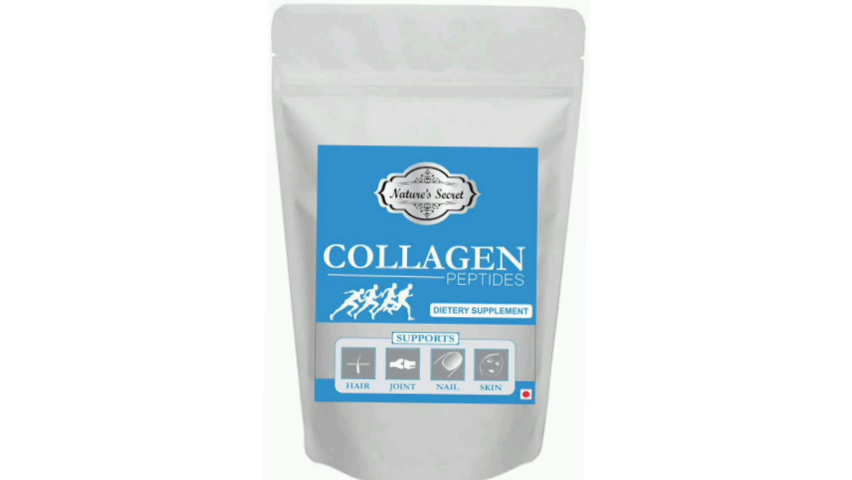 Nature's Secret
COLLAGEN
PEPTIDES
DIETERY SUPPLEMENT
SUPPORTS
HAIR JOINT NAIL SKIN